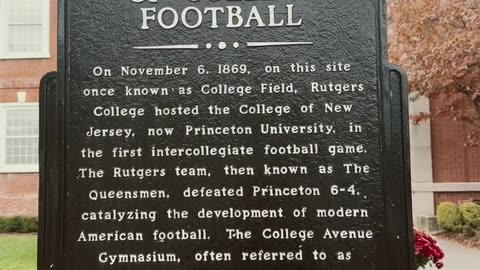 FOOTBALL
On November 6, 1869, on this site
once known as College Field, Rutgers
College hosted the College of New
Jersey, now Princeton University, in
the first intercollegiate football game.
The Rutgers team, then known as The
Queensmen, defeated Princeton 6-4,
catalyzing the development of modern
American football. The College Avenue
Gymnasium, often referred to as